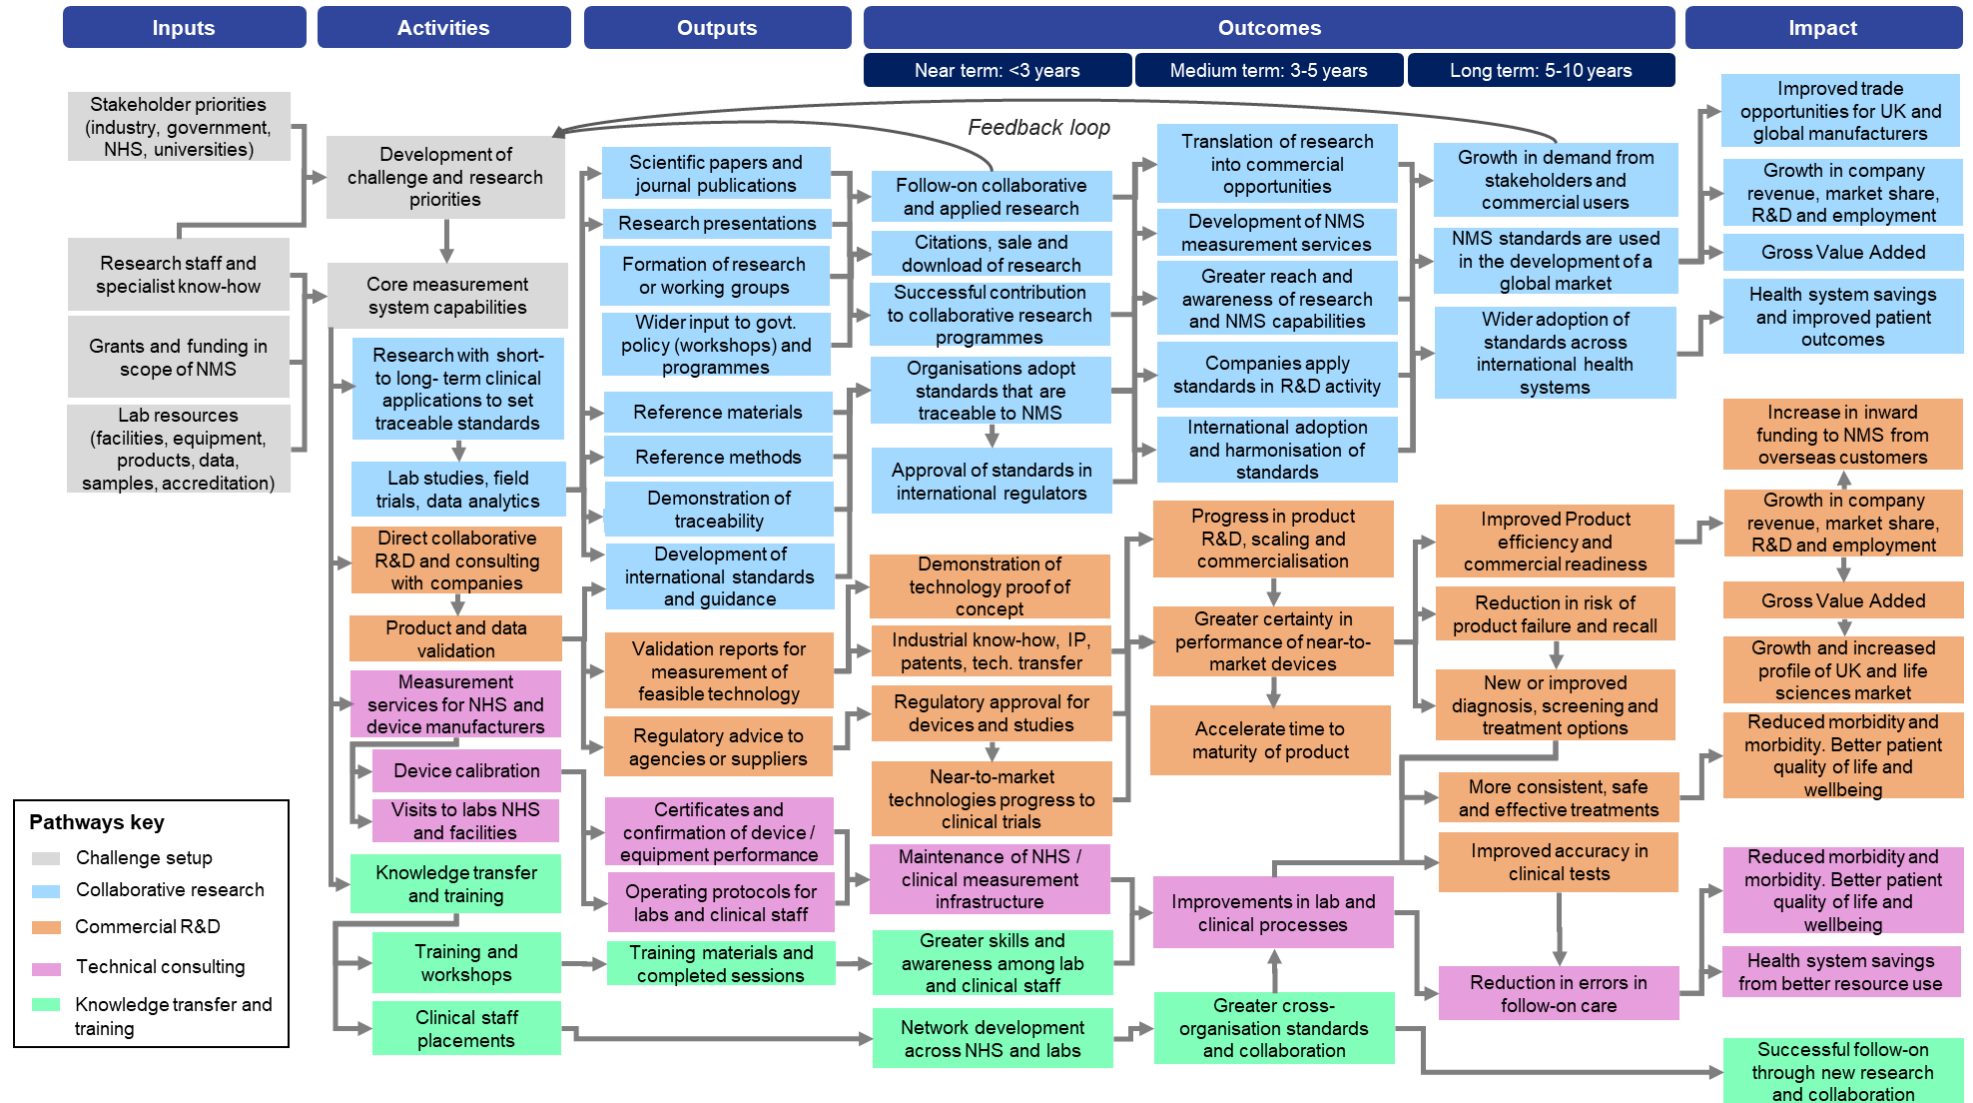 Inputs
Activities
Outputs
Outcomes
Impact
Near term: <3 years
Medium term: 3-5 years
Long term: 5-10 years
Stakeholder priorities
(industry, government,
NHS, universities)
Research staff and
specialist know-how
Grants and funding in
scope of NMS
Lab resources
(facilities, equipment,
products, data,
samples, accreditation)
Development of
challenge and research
priorities
Core measurement
system capabilities
Research with short-
to long- term clinical
applications to set
traceable standards
Lab studies, field
trials, data analytics
Direct collaborative
R&D and consulting
with companies
Product and data
validation
Measurement
services for NHS and
device manufacturers
Device calibration
Visits to labs NHS
and facilities
Knowledge transfer
and training
Training and
workshops
Clinical staff
placements
Scientific papers and
journal publications
Research presentations
Formation of research
or working groups
Wider input to govt.
policy (workshops) and
programmes
Reference materials
Reference methods
Demonstration of
traceability
Development of
international standards
and guidance
Validation reports for
measurement of
feasible technology
Regulatory advice to
agencies or suppliers
Certificates and
confirmation of device /
equipment performance
Operating protocols for
labs and clinical staff
Training materials and
completed sessions
Feedback loop
Follow-on collaborative
and applied research
Citations, sale and
download of research
Successful contribution
to collaborative research
programmes
Organisations adopt
standards that are
traceable to NMS
Approval of standards in
international regulators
Demonstration of
technology proof of
concept
Industrial know-how, IP,
patents, tech. transfer
Regulatory approval for
devices and studies
Near-to-market
technologies progress to
clinical trials
Maintenance of NHS /
clinical measurement
infrastructure
Greater skills and
awareness among lab
and clinical staff
Network development
across NHS and labs
Translation of research
into commercial
opportunities
Development of NMS
measurement services
Greater reach and
awareness of research
and NMS capabilities
Companies apply
standards in R&D activity
International adoption
and harmonisation of
standards
Progress in product
R&D, scaling and
commercialisation
Greater certainty in
performance of near-to-
market devices
Accelerate time to
maturity of product
Improvements in lab and
clinical processes
Greater cross-
organisation standards
and collaboration
Growth in demand from
stakeholders and
commercial users
NMS standards are used
in the development of a
global market
Wider adoption of
standards across
international health
systems
Improved Product
efficiency and
commercial readiness
Reduction in risk of
product failure and recall
New or improved
diagnosis, screening and
treatment options
More consistent, safe
and effective treatments
Improved accuracy in
clinical tests
Reduction in errors in
follow-on care
Improved trade
opportunities for UK and
global manufacturers
Growth in company
revenue, market share,
R&D and employment
Gross Value Added
Health system savings
and improved patient
outcomes
Increase in inward
funding to NMS from
overseas customers
Growth in company
revenue, market share,
R&D and employment
Gross Value Added
Growth and increased
profile of UK and life
sciences market
Reduced morbidity and
morbidity. Better patient
quality of life and
wellbeing
Reduced morbidity and
morbidity. Better patient
quality of life and
wellbeing
Health system savings
from better resource use
Successful follow-on
through new research
and collaboration
Pathways key
Challenge setup
Collaborative research
Commercial R&D
Technical consulting
Knowledge transfer and
training